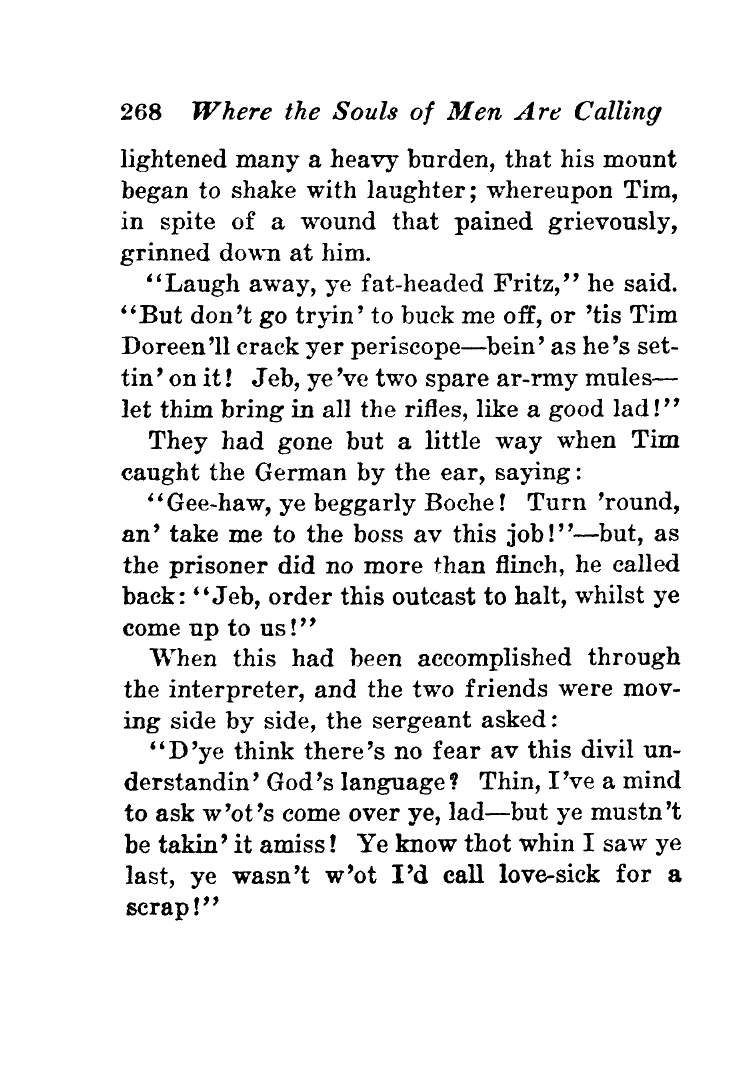 268 Where the Souls of Men Are Calling
lightened many a heavy burden, that his mount
began to shake with laughter; whereupon Tim,
in spite of a wound that pained grievously,
grinned down at him.
“Laugh away, ye fat-headed Fritz,” he said.
“But don’t go tryin’ to buck me off, or ’tis Tim
Doreen’ll crack yer periscope—bein’ as he’s set-
tin’ on it! Jeb, ye’ve two spare ar-rmy mules—
let thim bring in all the rifles, like a good lad!”
They had gone but a little way when Tim
caught the German by the ear, saying:
“Gee-haw, ye beggarly Boche! Turn ’round,
an’ take me to the boss av this job!”—but, as
the prisoner did no more than flinch, he called
back: “Jeb, order this outcast to halt, whilst ye
come up to us!”
When this had been accomplished through
the interpreter, and the two friends were mov-
ing side by side, the sergeant asked:
“D’ye think there’s no fear av this divil un-
derstandin’ God’s language? Thin, I’ve a mind
to ask w’ot’s come over ye, lad—but ye mustn’t
be takin’ it amiss! Ye know thot whin I saw ye
last, ye wasn’t w’ot I’d call love-sick for a
scrap!”